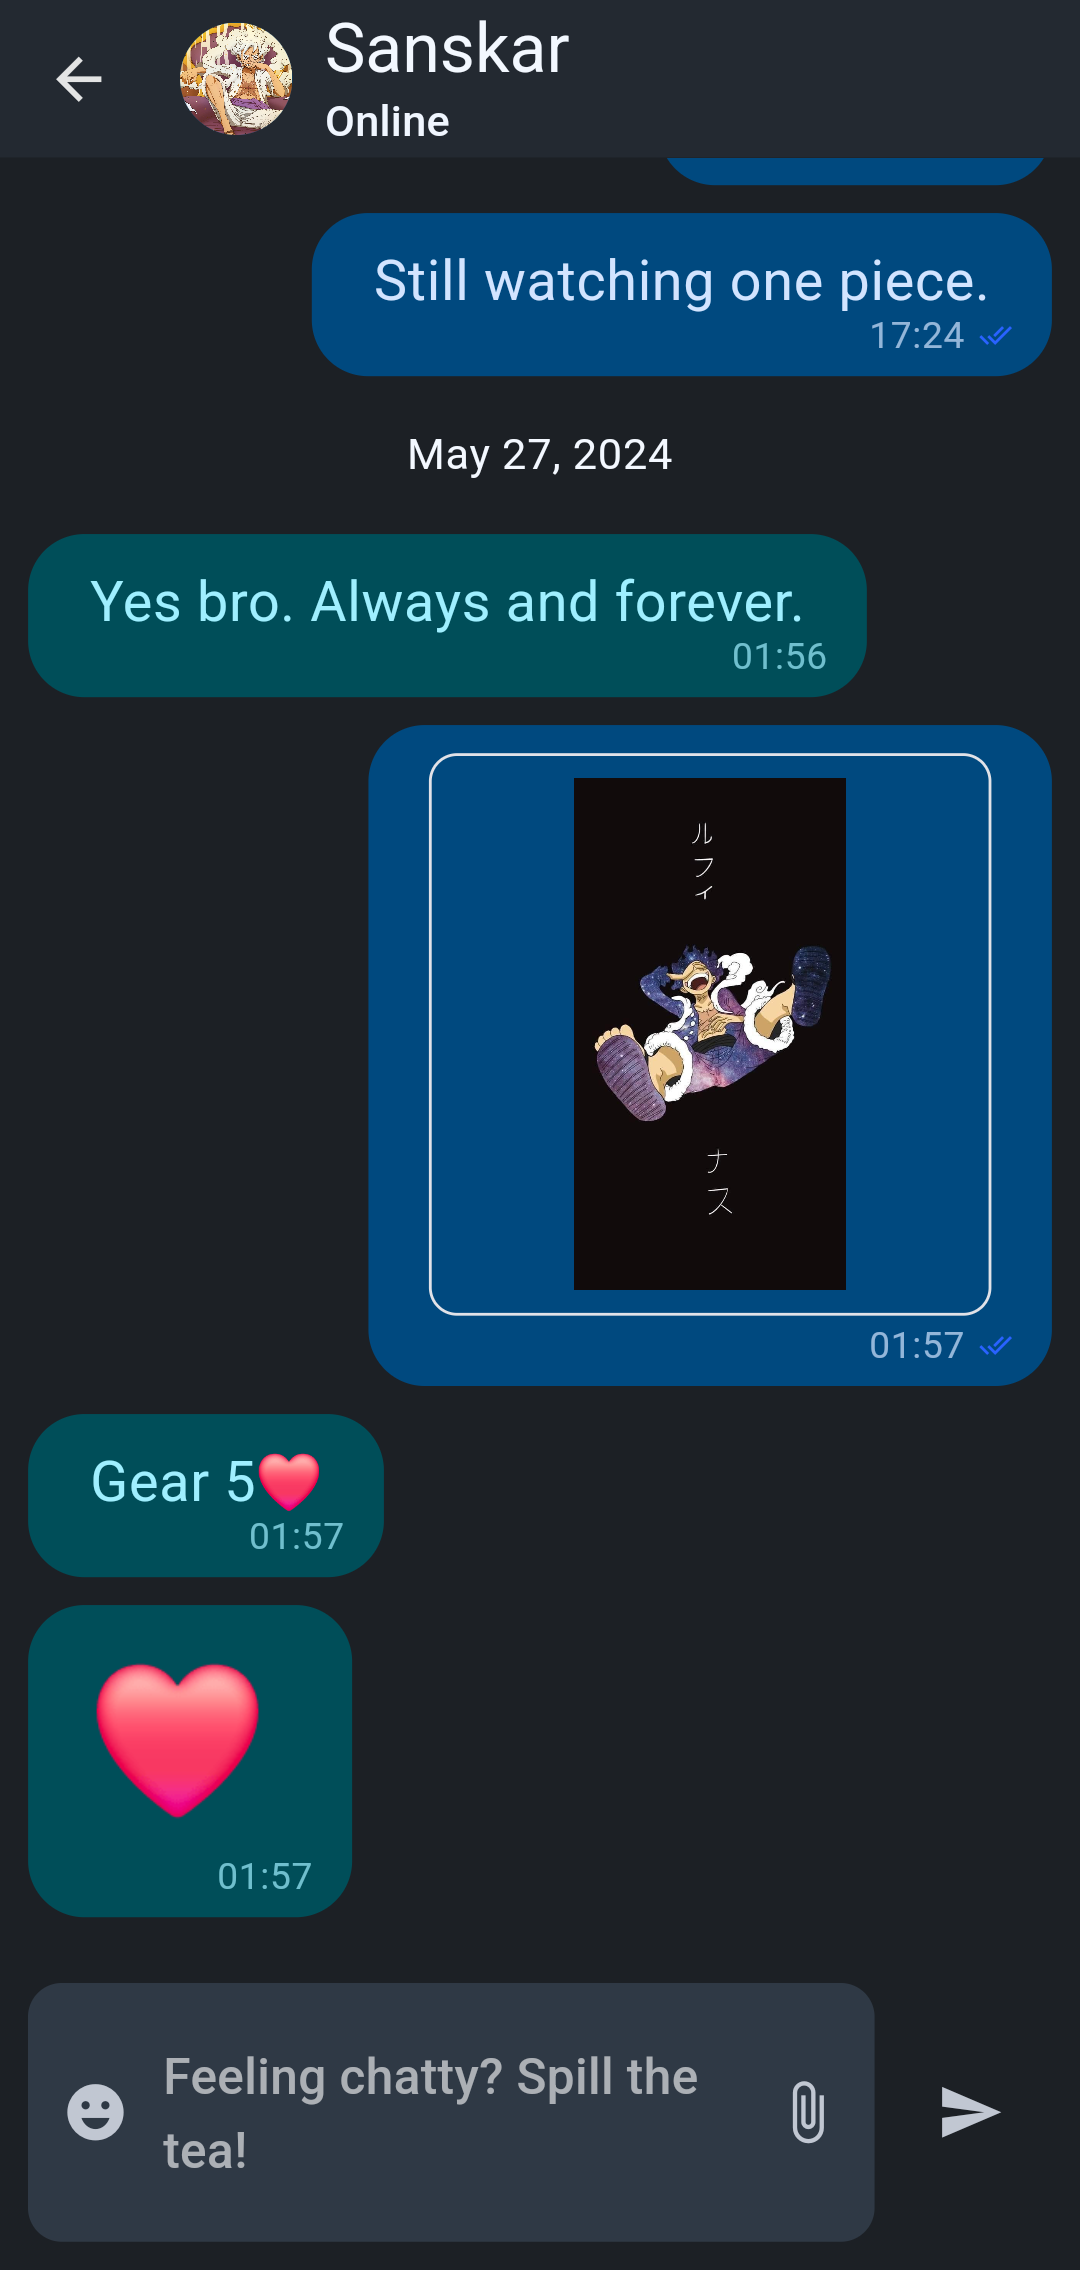 Sanskar
Online
Still watching one piece.
17:24
May 27, 2024
Yes bro. Always and forever.
01:56
ルフィ
ナス
01:57
Gear 5❤️
01:57
❤️
01:57
Feeling chatty? Spill the
tea!